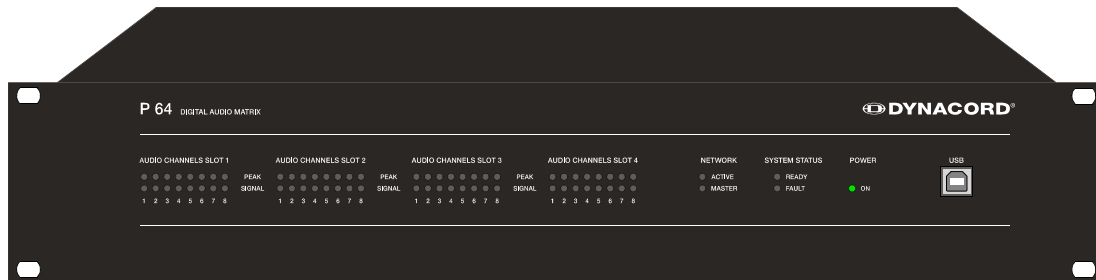 P 64 DIGITAL AUDIO MATRIX
DYNACORD®
AUDIO CHANNELS SLOT 1 AUDIO CHANNELS SLOT 2 AUDIO CHANNELS SLOT 3 AUDIO CHANNELS SLOT 4 NETWORK SYSTEM STATUS POWER USB
PEAK PEAK PEAK ACTIVE READY
SIGNAL SIGNAL SIGNAL MASTER FAULT ON
1 2 3 4 5 6 7 8 1 2 3 4 5 6 7 8 1 2 3 4 5 6 7 8 1 2 3 4 5 6 7 8